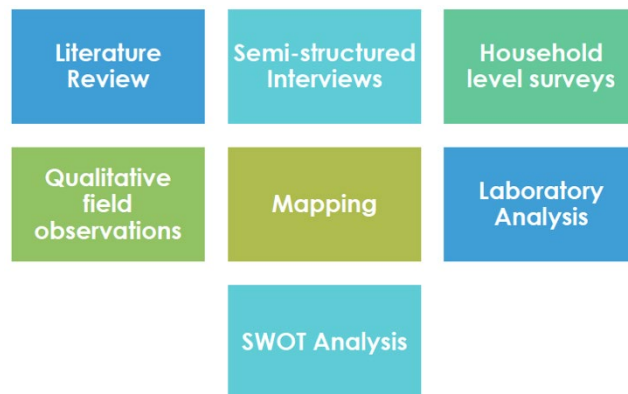 Literature
Review
Semi-structured
Interviews
Household
level surveys
Qualitative
field
observations
Mapping
Laboratory
Analysis
SWOT Analysis